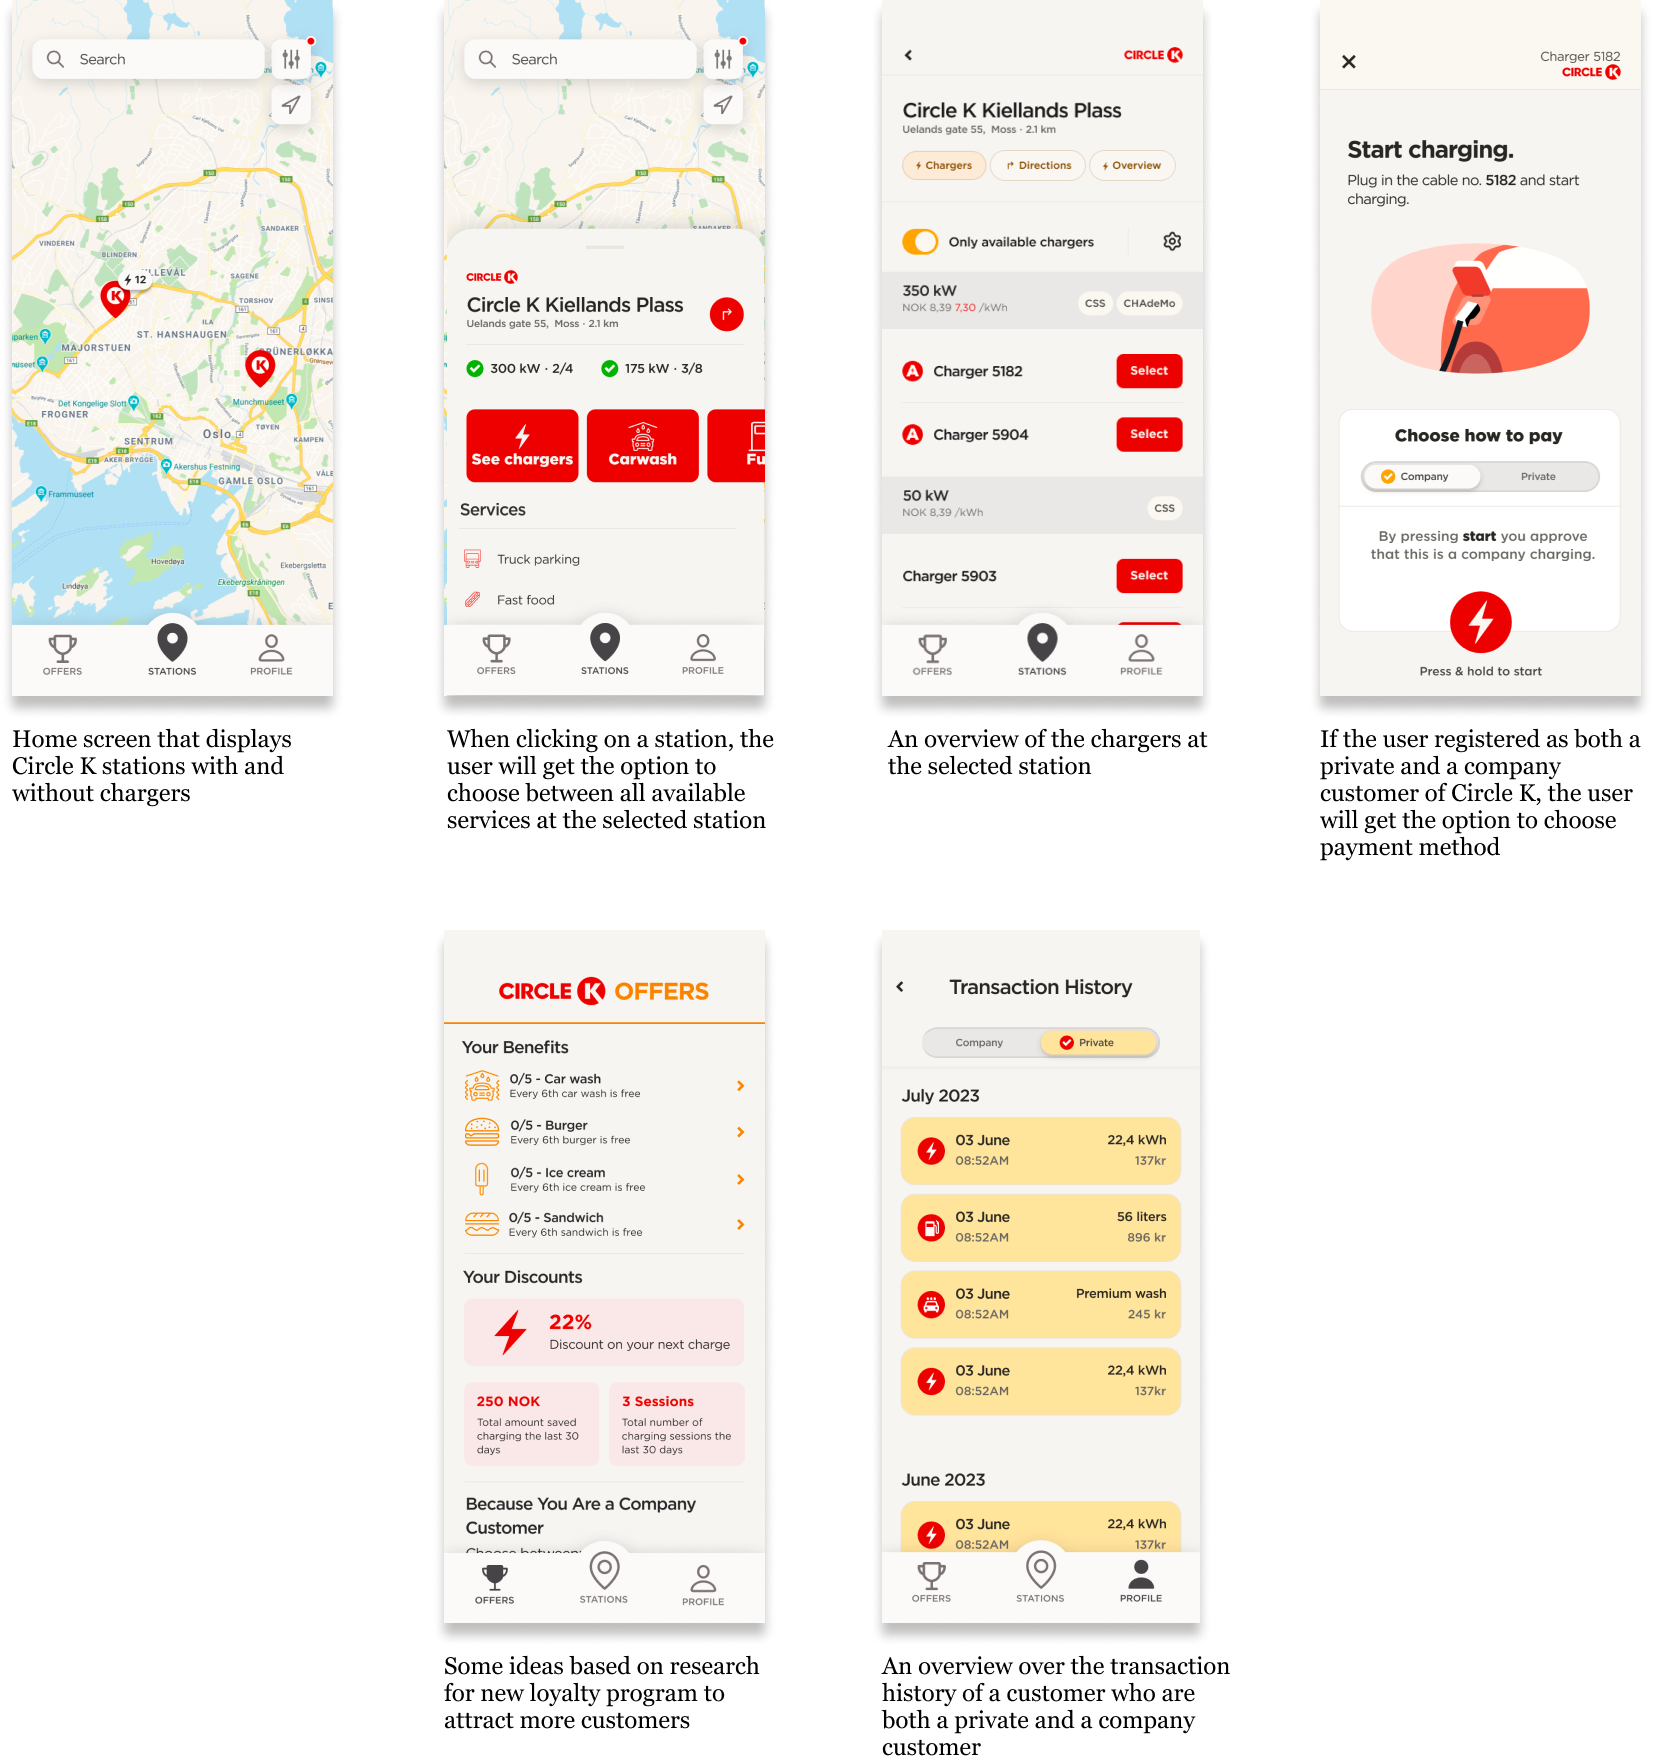 Search
VINDEREN
BLINDERN
ILLEVÅL
12
SANDAKER
SAGENE
TORSHOV
SINSE
ILA
ST. HANSHAUGEN
MAJORSTUEN
GRÜNERLØKKA
parken
museet
Det Kongelige Slott
Munchmuseet
FROGNER
SENTRUM
Oslo
TØYEN
KAMPEN
AKER BRYGGE
Akershus Festning
GAMLE OSLO
VÅLE
Frammuseet
Hovedøya
Ekebergsletta
Lindøya
Ekebergskråningen
OFFERS
STATIONS
PROFILE
Home screen that displays
Circle K stations with and
without chargers
Search
CIRCLE K
Circle K Kiellands Plass
Uelands gate 55, Moss · 2.1 km
300 kW · 2/4
175 kW · 3/8
See chargers
Carwash
Fu
Services
Truck parking
Fast food
OFFERS
STATIONS
PROFILE
When clicking on a station, the
user will get the option to
choose between all available
services at the selected station
CIRCLE K
Circle K Kiellands Plass
Uelands gate 55, Moss · 2.1 km
Chargers
Directions
Overview
Only available chargers
350 kW
NOK 8,39 7,30 /kWh
CSS
CHAdeMo
A Charger 5182
Select
A Charger 5904
Select
50 kW
NOK 8,39 /kWh
CSS
Charger 5903
Select
OFFERS
STATIONS
PROFILE
An overview of the chargers at
the selected station
Charger 5182
CIRCLE K
Start charging.
Plug in the cable no. 5182 and start
charging.
Choose how to pay
Company
Private
By pressing start you approve
that this is a company charging.
Press & hold to start
If the user registered as both a
private and a company
customer of Circle K, the user
will get the option to choose
payment method
CIRCLE K OFFERS
Your Benefits
0/5 - Car wash
Every 6th car wash is free
0/5 - Burger
Every 6th burger is free
0/5 - Ice cream
Every 6th ice cream is free
0/5 - Sandwich
Every 6th sandwich is free
Your Discounts
22%
Discount on your next charge
250 NOK
Total amount saved
charging the last 30
days
3 Sessions
Total number of
charging sessions the
last 30 days
Because You Are a Company
Customer
Choose between
OFFERS
STATIONS
PROFILE
Some ideas based on research
for new loyalty program to
attract more customers
Transaction History
Company
Private
July 2023
03 June
22,4 kWh
08:52AM
137kr
03 June
56 liters
08:52AM
896 kr
03 June
Premium wash
08:52AM
245 kr
03 June
22,4 kWh
08:52AM
137kr
June 2023
03 June
22,4 kWh
08:52AM
137kr
OFFERS
STATIONS
PROFILE
An overview over the transaction
history of a customer who are
both a private and a company
customer